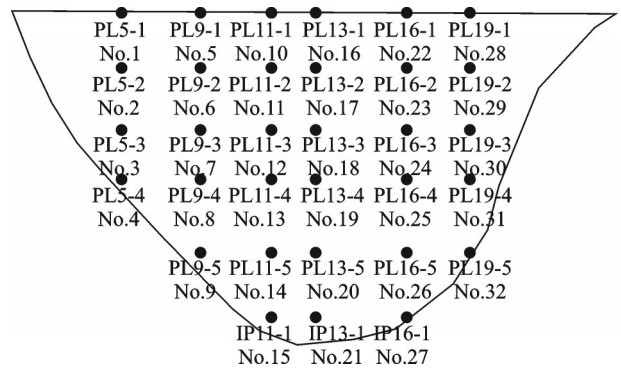 PL5-1 PL9-1 PL11-1 PL13-1 PL16-1 PL19-1
No.1 No.5 No.10 No.16 No.22 No.28
PL5-2 PL9-2 PL11-2 PL13-2 PL16-2 PL19-2
No.2 No.6 No.11 No.17 No.23 No.29
PL5-3 PL9-3 PL11-3 PL13-3 PL16-3 PL19-3
No.3 No.7 No.12 No.18 No.24 No.30
PL5-4 PL9-4 PL11-4 PL13-4 PL16-4 PL19-4
No.4 No.8 No.13 No.19 No.25 No.31
PL9-5 PL11-5 PL13-5 PL16-5 PL19-5
No.9 No.14 No.20 No.26 No.32
IP11-1 IP13-1 IP16-1
No.15 No.21 No.27